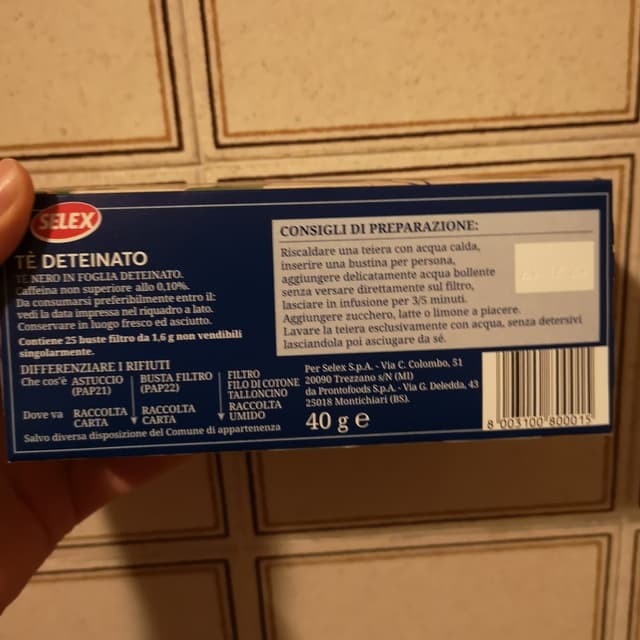 SELEX
TÈ DETEINATO
TÈ NERO IN FOGLIA DETEINATO.
Caffeina non superiore allo 0,10%.
Da consumarsi preferibilmente entro il:
vedi la data impressa nel riquadro a lato.
Conservare in luogo fresco ed asciutto.
Contiene 25 buste filtro da 1,6 g non vendibili
singolarmente.
DIFFERENZIARE I RIFIUTI
Che cos'è
ASTUCCIO
(PAP21)
BUSTA FILTRO
(PAP22)
FILTRO
FILO DI COTONE
TALLONCINO
Dove va
RACCOLTA
CARTA
RACCOLTA
CARTA
RACCOLTA
UMIDO
Salvo diversa disposizione del Comune di appartenenza
CONSIGLI DI PREPARAZIONE:
Riscaldare una teiera con acqua calda,
inserire una bustina per persona,
aggiungere delicatamente acqua bollente
senza versare direttamente sul filtro,
lasciare in infusione per 3/5 minuti.
Aggiungere zucchero, latte o limone a piacere.
Lavare la teiera esclusivamente con acqua, senza detersivi
lasciandola poi asciugare da sé.
Per Selex S.p.A. - Via C. Colombo, 51
20090 Trezzano s/N (MI)
da Prontofoods S.p.A. - Via G. Deledda, 43
25018 Montichiari (BS).
40 g e
8 003100 800015